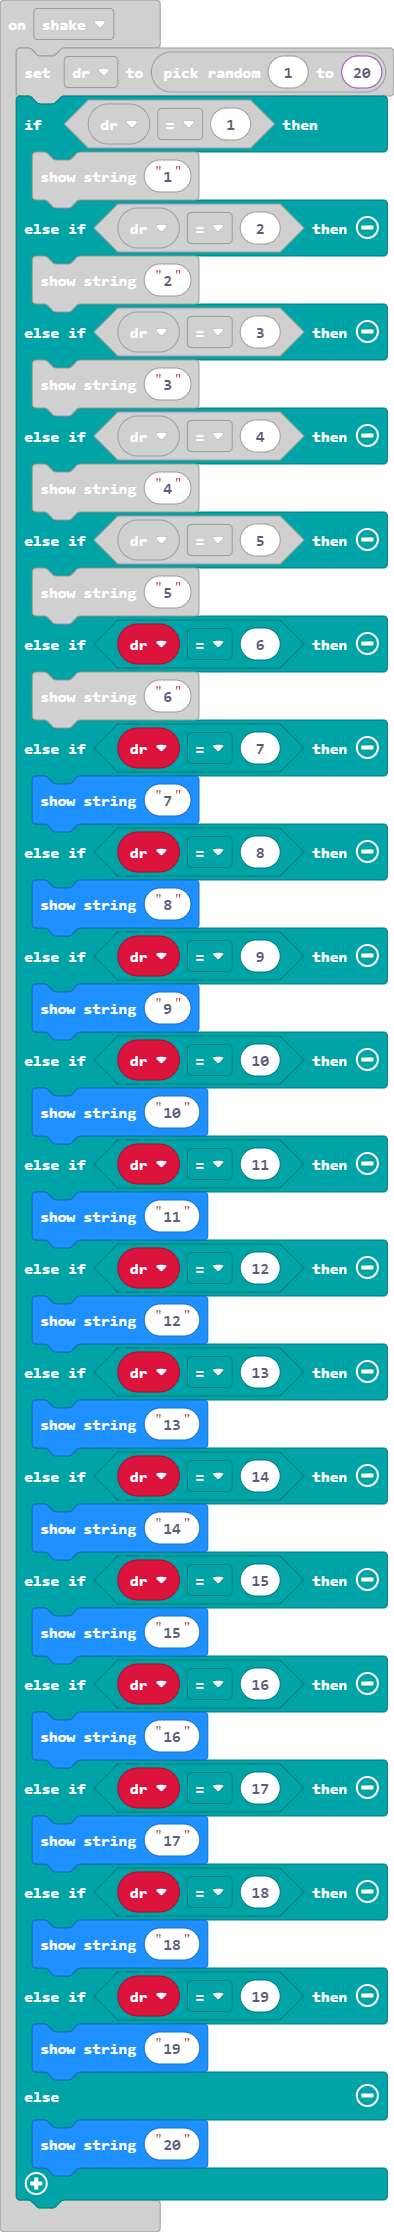 on shake
set dr to pick random 1 to 20
if dr = 1 then
show string "1"
else if dr = 2 then
show string "2"
else if dr = 3 then
show string "3"
else if dr = 4 then
show string "4"
else if dr = 5 then
show string "5"
else if dr = 6 then
show string "6"
else if dr = 7 then
show string "7"
else if dr = 8 then
show string "8"
else if dr = 9 then
show string "9"
else if dr = 10 then
show string "10"
else if dr = 11 then
show string "11"
else if dr = 12 then
show string "12"
else if dr = 13 then
show string "13"
else if dr = 14 then
show string "14"
else if dr = 15 then
show string "15"
else if dr = 16 then
show string "16"
else if dr = 17 then
show string "17"
else if dr = 18 then
show string "18"
else if dr = 19 then
show string "19"
else
show string "20"